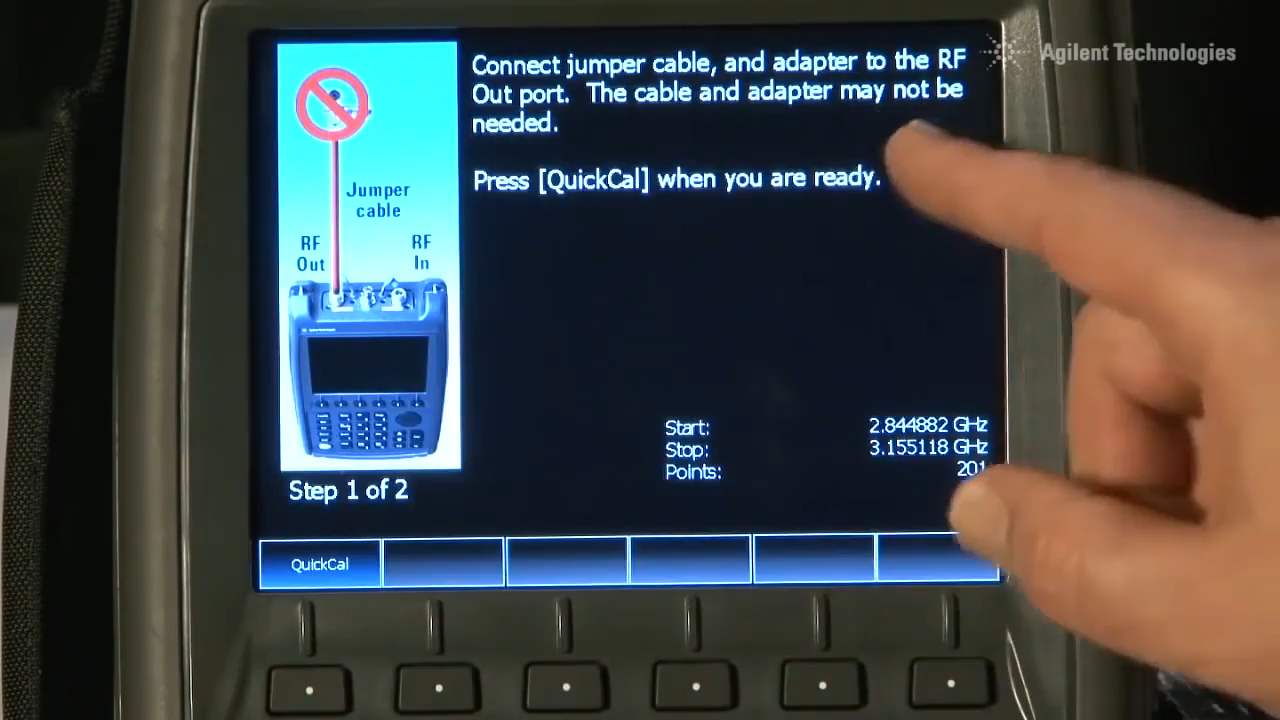 Agilent Technologies
Connect jumper cable, and adapter to the RF
Out port. The cable and adapter may not be
needed.
Press [QuickCal] when you are ready.
Jumper
cable
RF
Out
RF
In
Start: 2.844882 GHz
Stop: 3.155118 GHz
Points: 201
Step 1 of 2
QuickCal